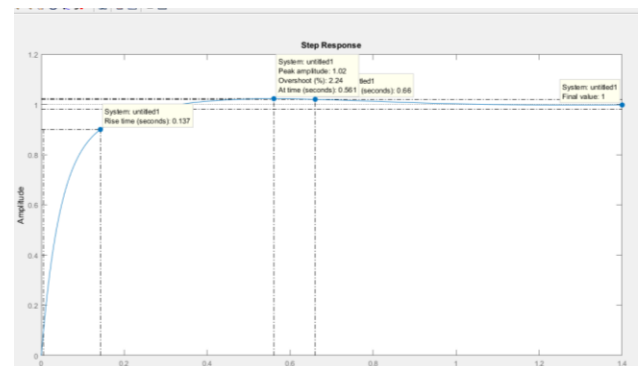 Step Response
System: untitled1
Peak amplitude: 1.02
Overshoot (%): 2.24
At time (seconds): 0.561
tled1
(seconds): 0.66
System: untitled1
Final value: 1
System: untitled1
Rise time (seconds): 0.137
Amplitude
1.2
1
0.8
0.6
0.4
0.2
0
0
0.2
0.4
0.6
0.8
1
1.2
1.4